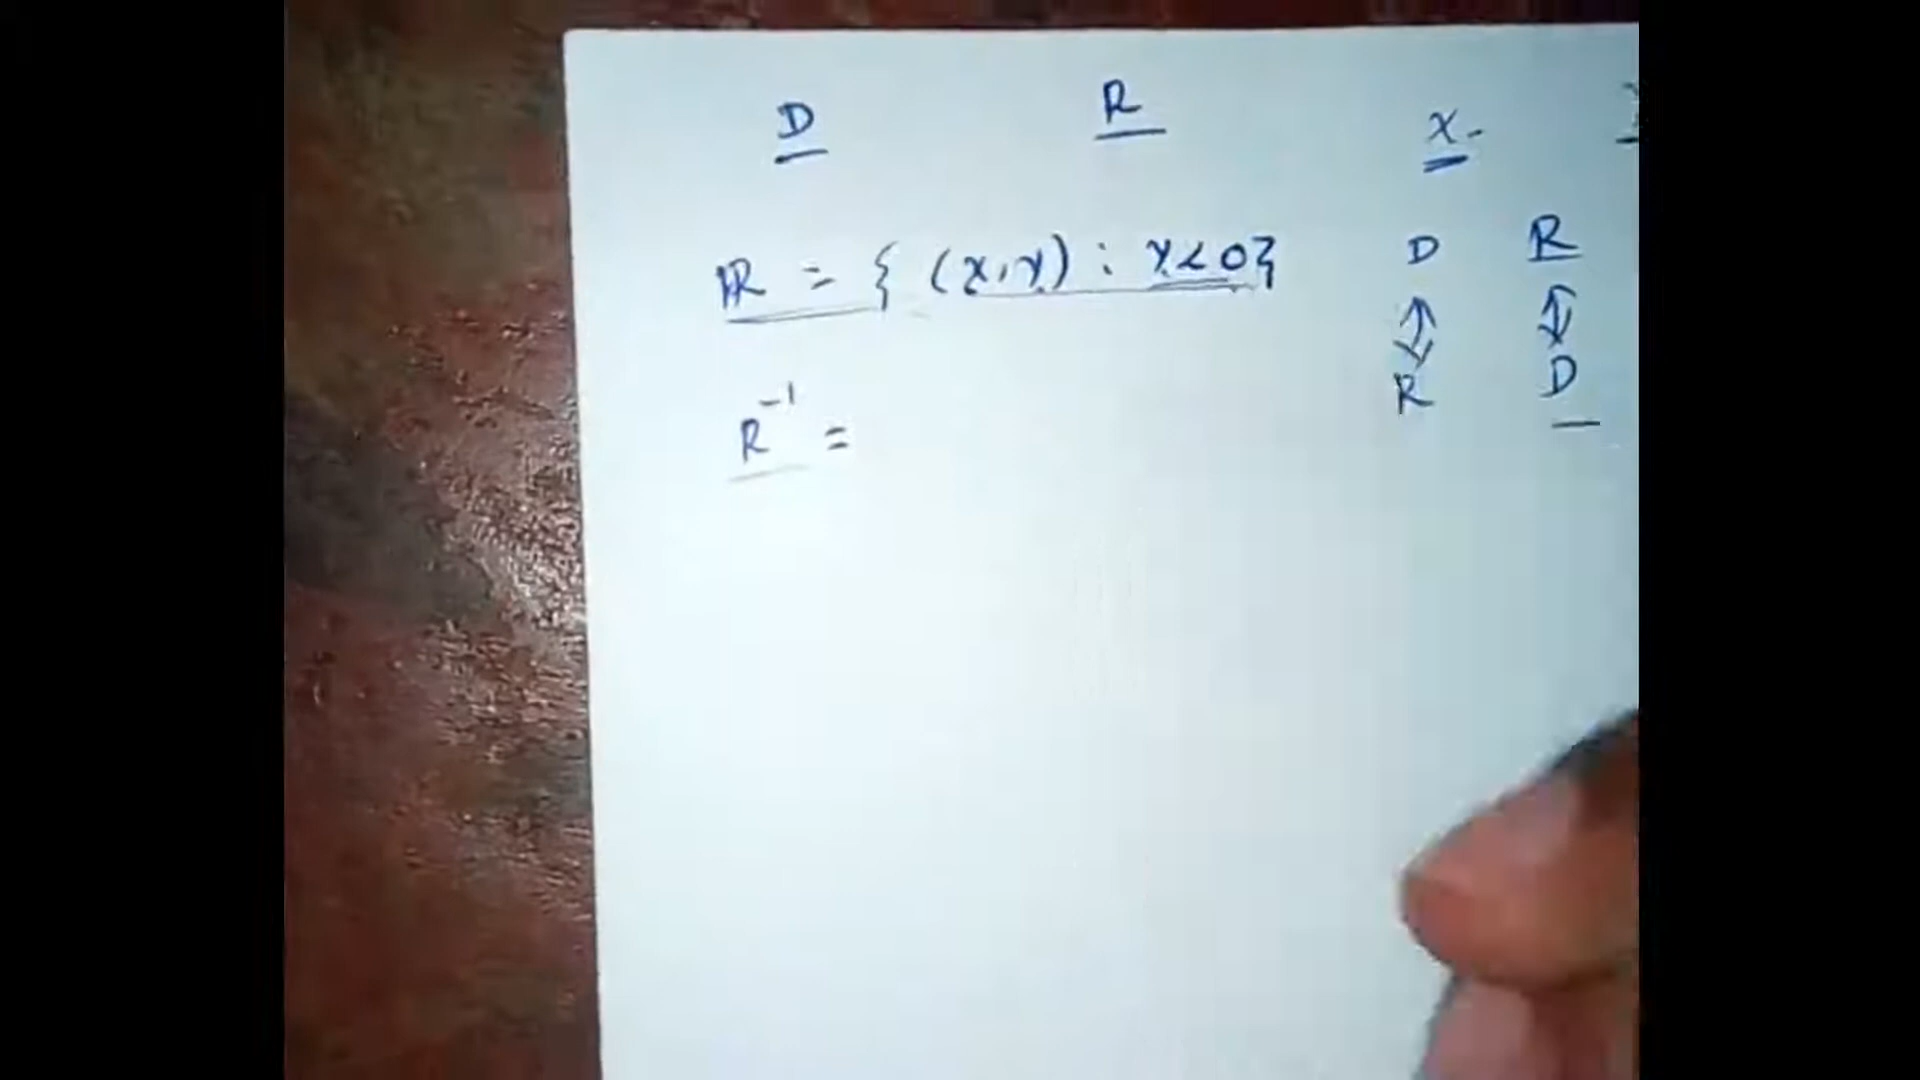 D R x.
R = { (x,y) : y<0} D R
R D
R⁻¹ =